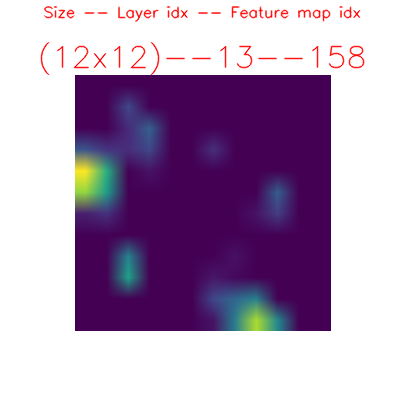 Size -- Layer idx -- Feature map idx
(12x12)--13--158